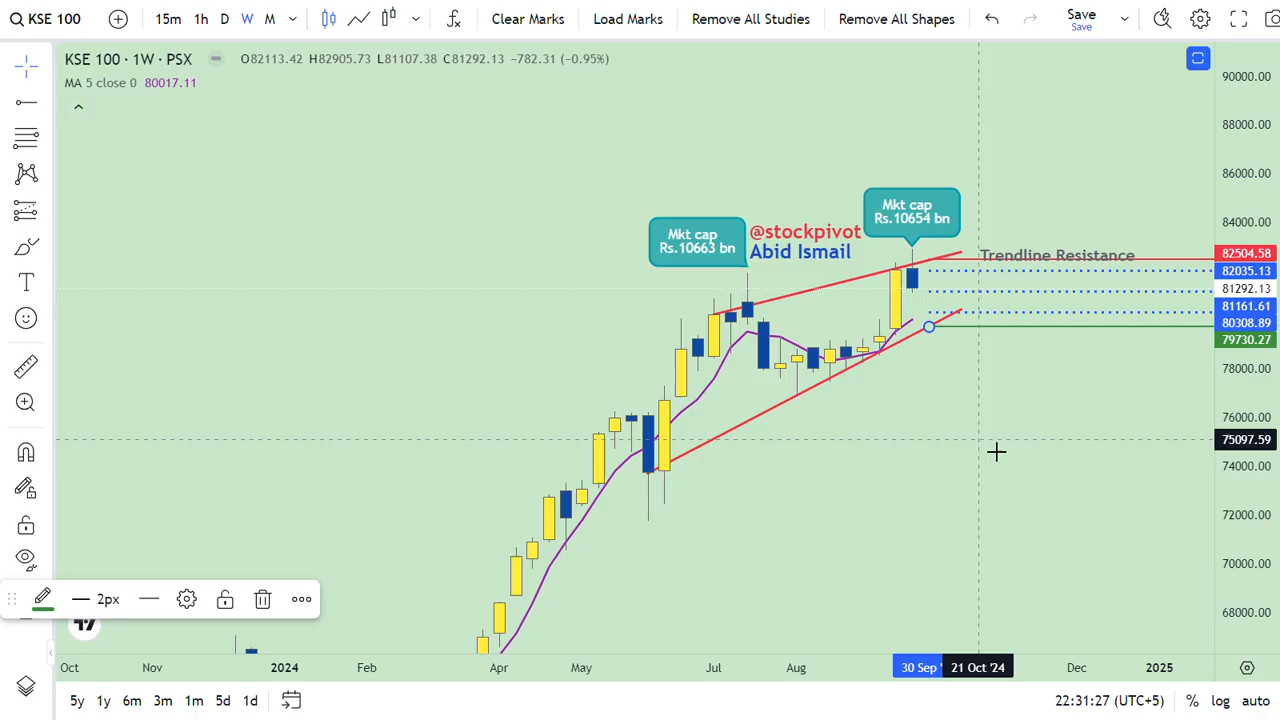 KSE 100
15m 1h D W M
Clear Marks
Load Marks
Remove All Studies
Remove All Shapes
Save
Save
KSE 100 · 1W · PSX
O82113.42 H82905.73 L81107.38 C81292.13 −782.31 (−0.95%)
MA 5 close 0 80017.11
90000.00
88000.00
86000.00
84000.00
Mkt cap
Rs.10654 bn
Mkt cap
Rs.10663 bn
@stockpivot
Abid Ismail
Trendline Resistance
82504.58
82035.13
81292.13
81161.61
80308.89
79730.27
78000.00
76000.00
75097.59
74000.00
72000.00
70000.00
68000.00
2px
Oct Nov 2024 Feb Apr May Jul Aug 30 Sep ' 21 Oct '24 Dec 2025
5y 1y 6m 3m 1m 5d 1d
22:31:27 (UTC+5) % log auto